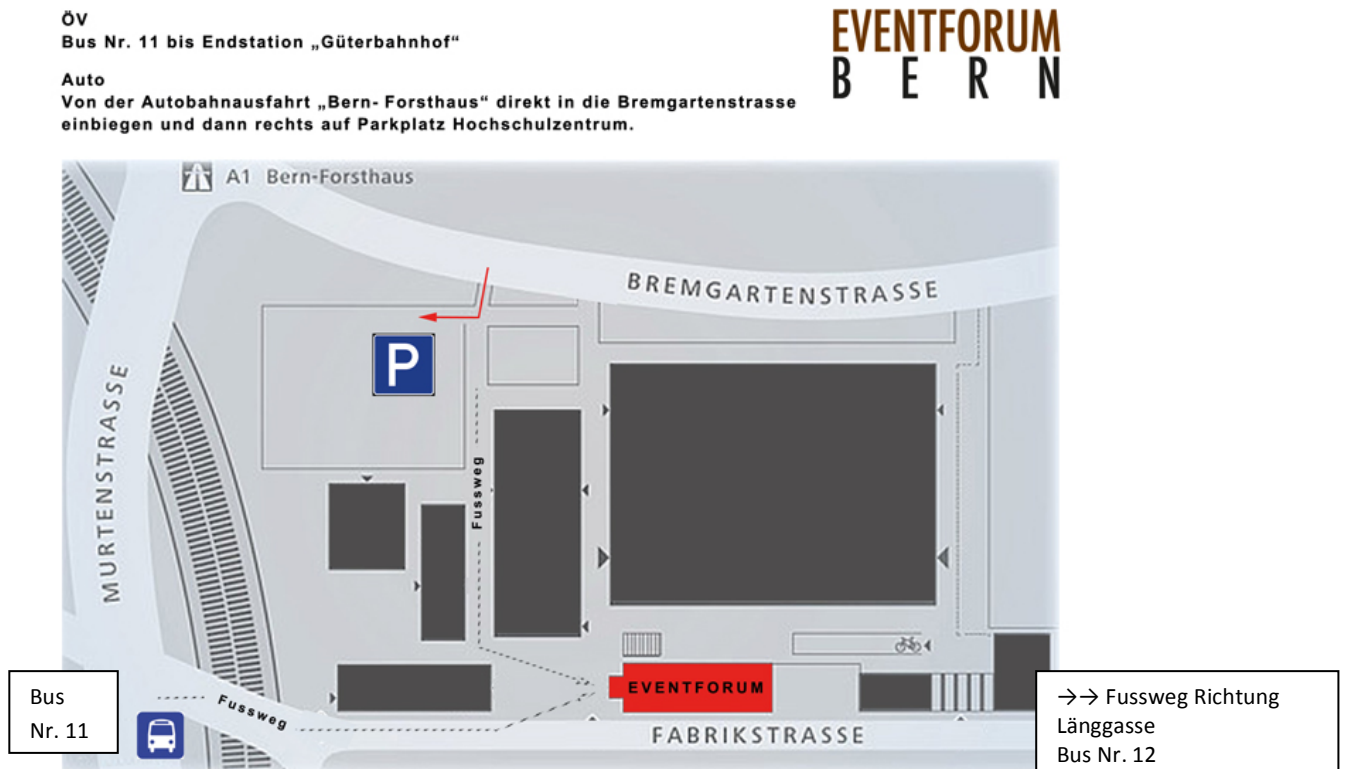 ÖV
Bus Nr. 11 bis Endstation „Güterbahnhof“
Auto
Von der Autobahnausfahrt „Bern- Forsthaus“ direkt in die Bremgartenstrasse
einbiegen und dann rechts auf Parkplatz Hochschulzentrum.
EVENTFORUM
BERN
A1 Bern-Forsthaus
BREMGARTENSTRASSE
P
MURTENSTRASSE
Fussweg
EVENTFORUM
Fussweg
FABRIKSTRASSE
Bus
Nr. 11
→→ Fussweg Richtung
Länggasse
Bus Nr. 12